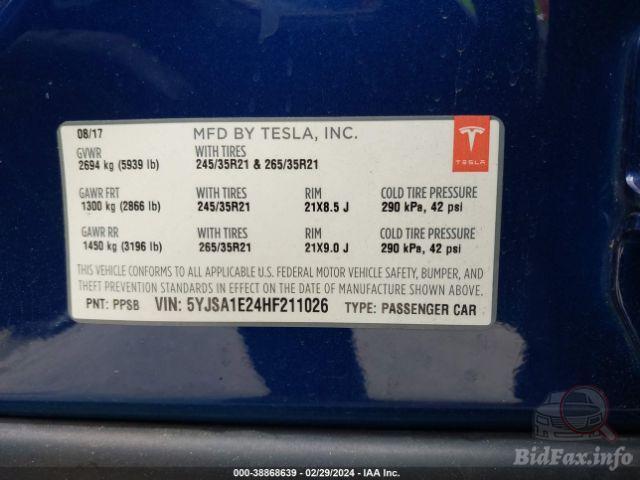 08/17 MFD BY TESLA, INC.
GVWR WITH TIRES
2694 kg (5939 lb) 245/35R21 & 265/35R21
TESLA
GAWR FRT WITH TIRES RIM COLD TIRE PRESSURE
1300 kg (2866 lb) 245/35R21 21X8.5 J 290 kPa, 42 psi
GAWR RR WITH TIRES RIM COLD TIRE PRESSURE
1450 kg (3196 lb) 265/35R21 21X9.0 J 290 kPa, 42 psi
THIS VEHICLE CONFORMS TO ALL APPLICABLE U.S. FEDERAL MOTOR VEHICLE SAFETY, BUMPER, AND
THEFT PREVENTION STANDARDS IN EFFECT ON THE DATE OF MANUFACTURE SHOWN ABOVE.
PNT: PPSB VIN: 5YJSA1E24HF211026 TYPE: PASSENGER CAR
BidFax.info
000-38868639 - 02/29/2024 - IAA Inc.